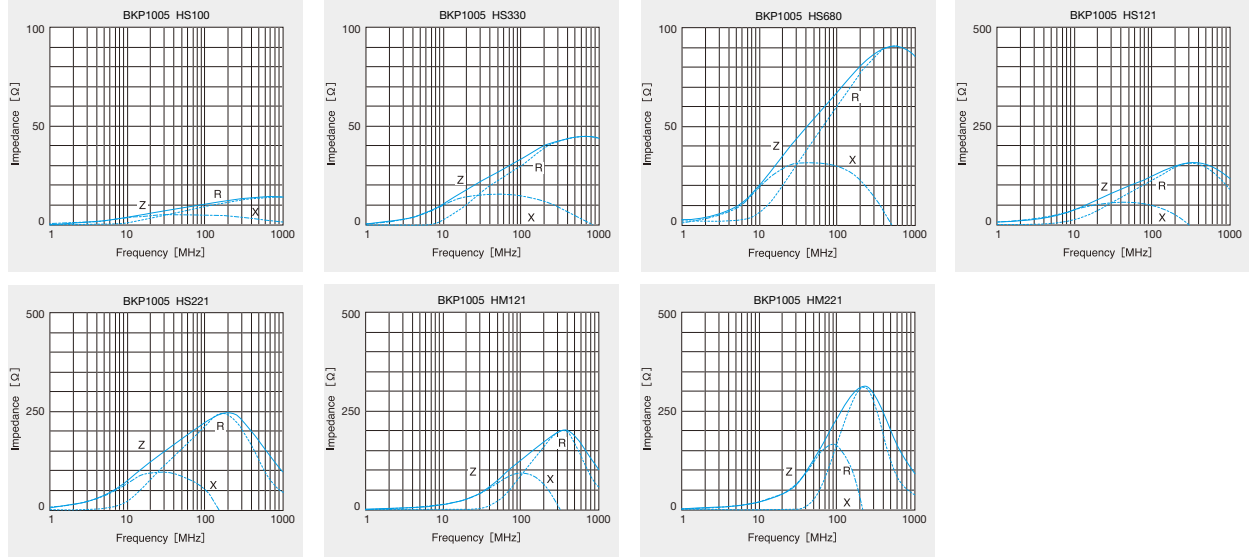 BKP1005 HS100
100
50
0
Impedance [Ω]
Z
R
X
1 10 100 1000
Frequency [MHz]
BKP1005 HS330
100
50
0
Impedance [Ω]
Z
R
X
1 10 100 1000
Frequency [MHz]
BKP1005 HS680
100
50
0
Impedance [Ω]
R
Z
X
1 10 100 1000
Frequency [MHz]
BKP1005 HS121
500
250
0
Impedance [Ω]
Z
R
X
1 10 100 1000
Frequency [MHz]
BKP1005 HS221
500
250
0
Impedance [Ω]
R
Z
X
1 10 100 1000
Frequency [MHz]
BKP1005 HM121
500
250
0
Impedance [Ω]
R
Z
X
1 10 100 1000
Frequency [MHz]
BKP1005 HM221
500
250
0
Impedance [Ω]
Z
R
X
1 10 100 1000
Frequency [MHz]